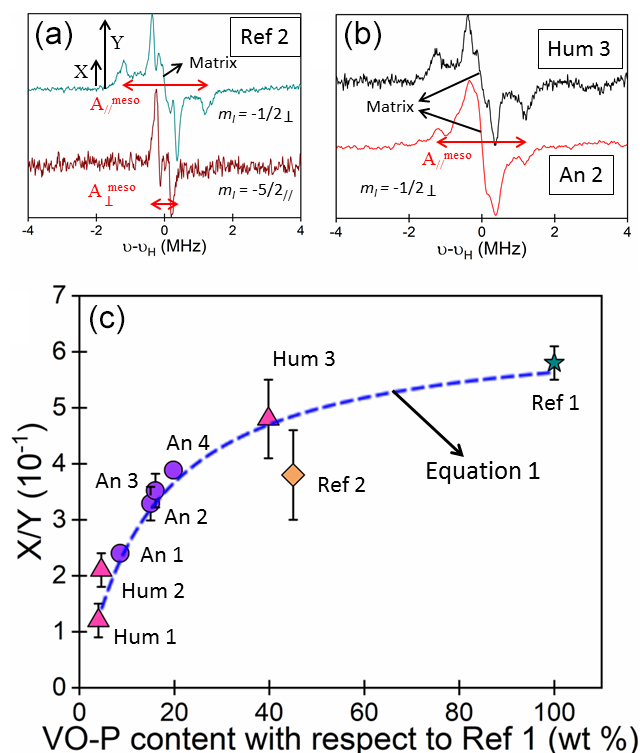 (a)
Ref 2
Y
X
Matrix
A//meso
mI = -1/2⊥
A⊥meso
mI = -5/2//
-4 -2 0 2 4
υ-υH (MHz)
(b)
Hum 3
Matrix
A//meso
mI = -1/2⊥
An 2
-4 -2 0 2 4
υ-υH (MHz)
(c)
7
6
5
4
3
2
1
0
X/Y (10-1)
Hum 3
Ref 1
An 4
An 3
Ref 2
Equation 1
An 2
An 1
Hum 2
Hum 1
0 20 40 60 80 100
VO-P content with respect to Ref 1 (wt %)